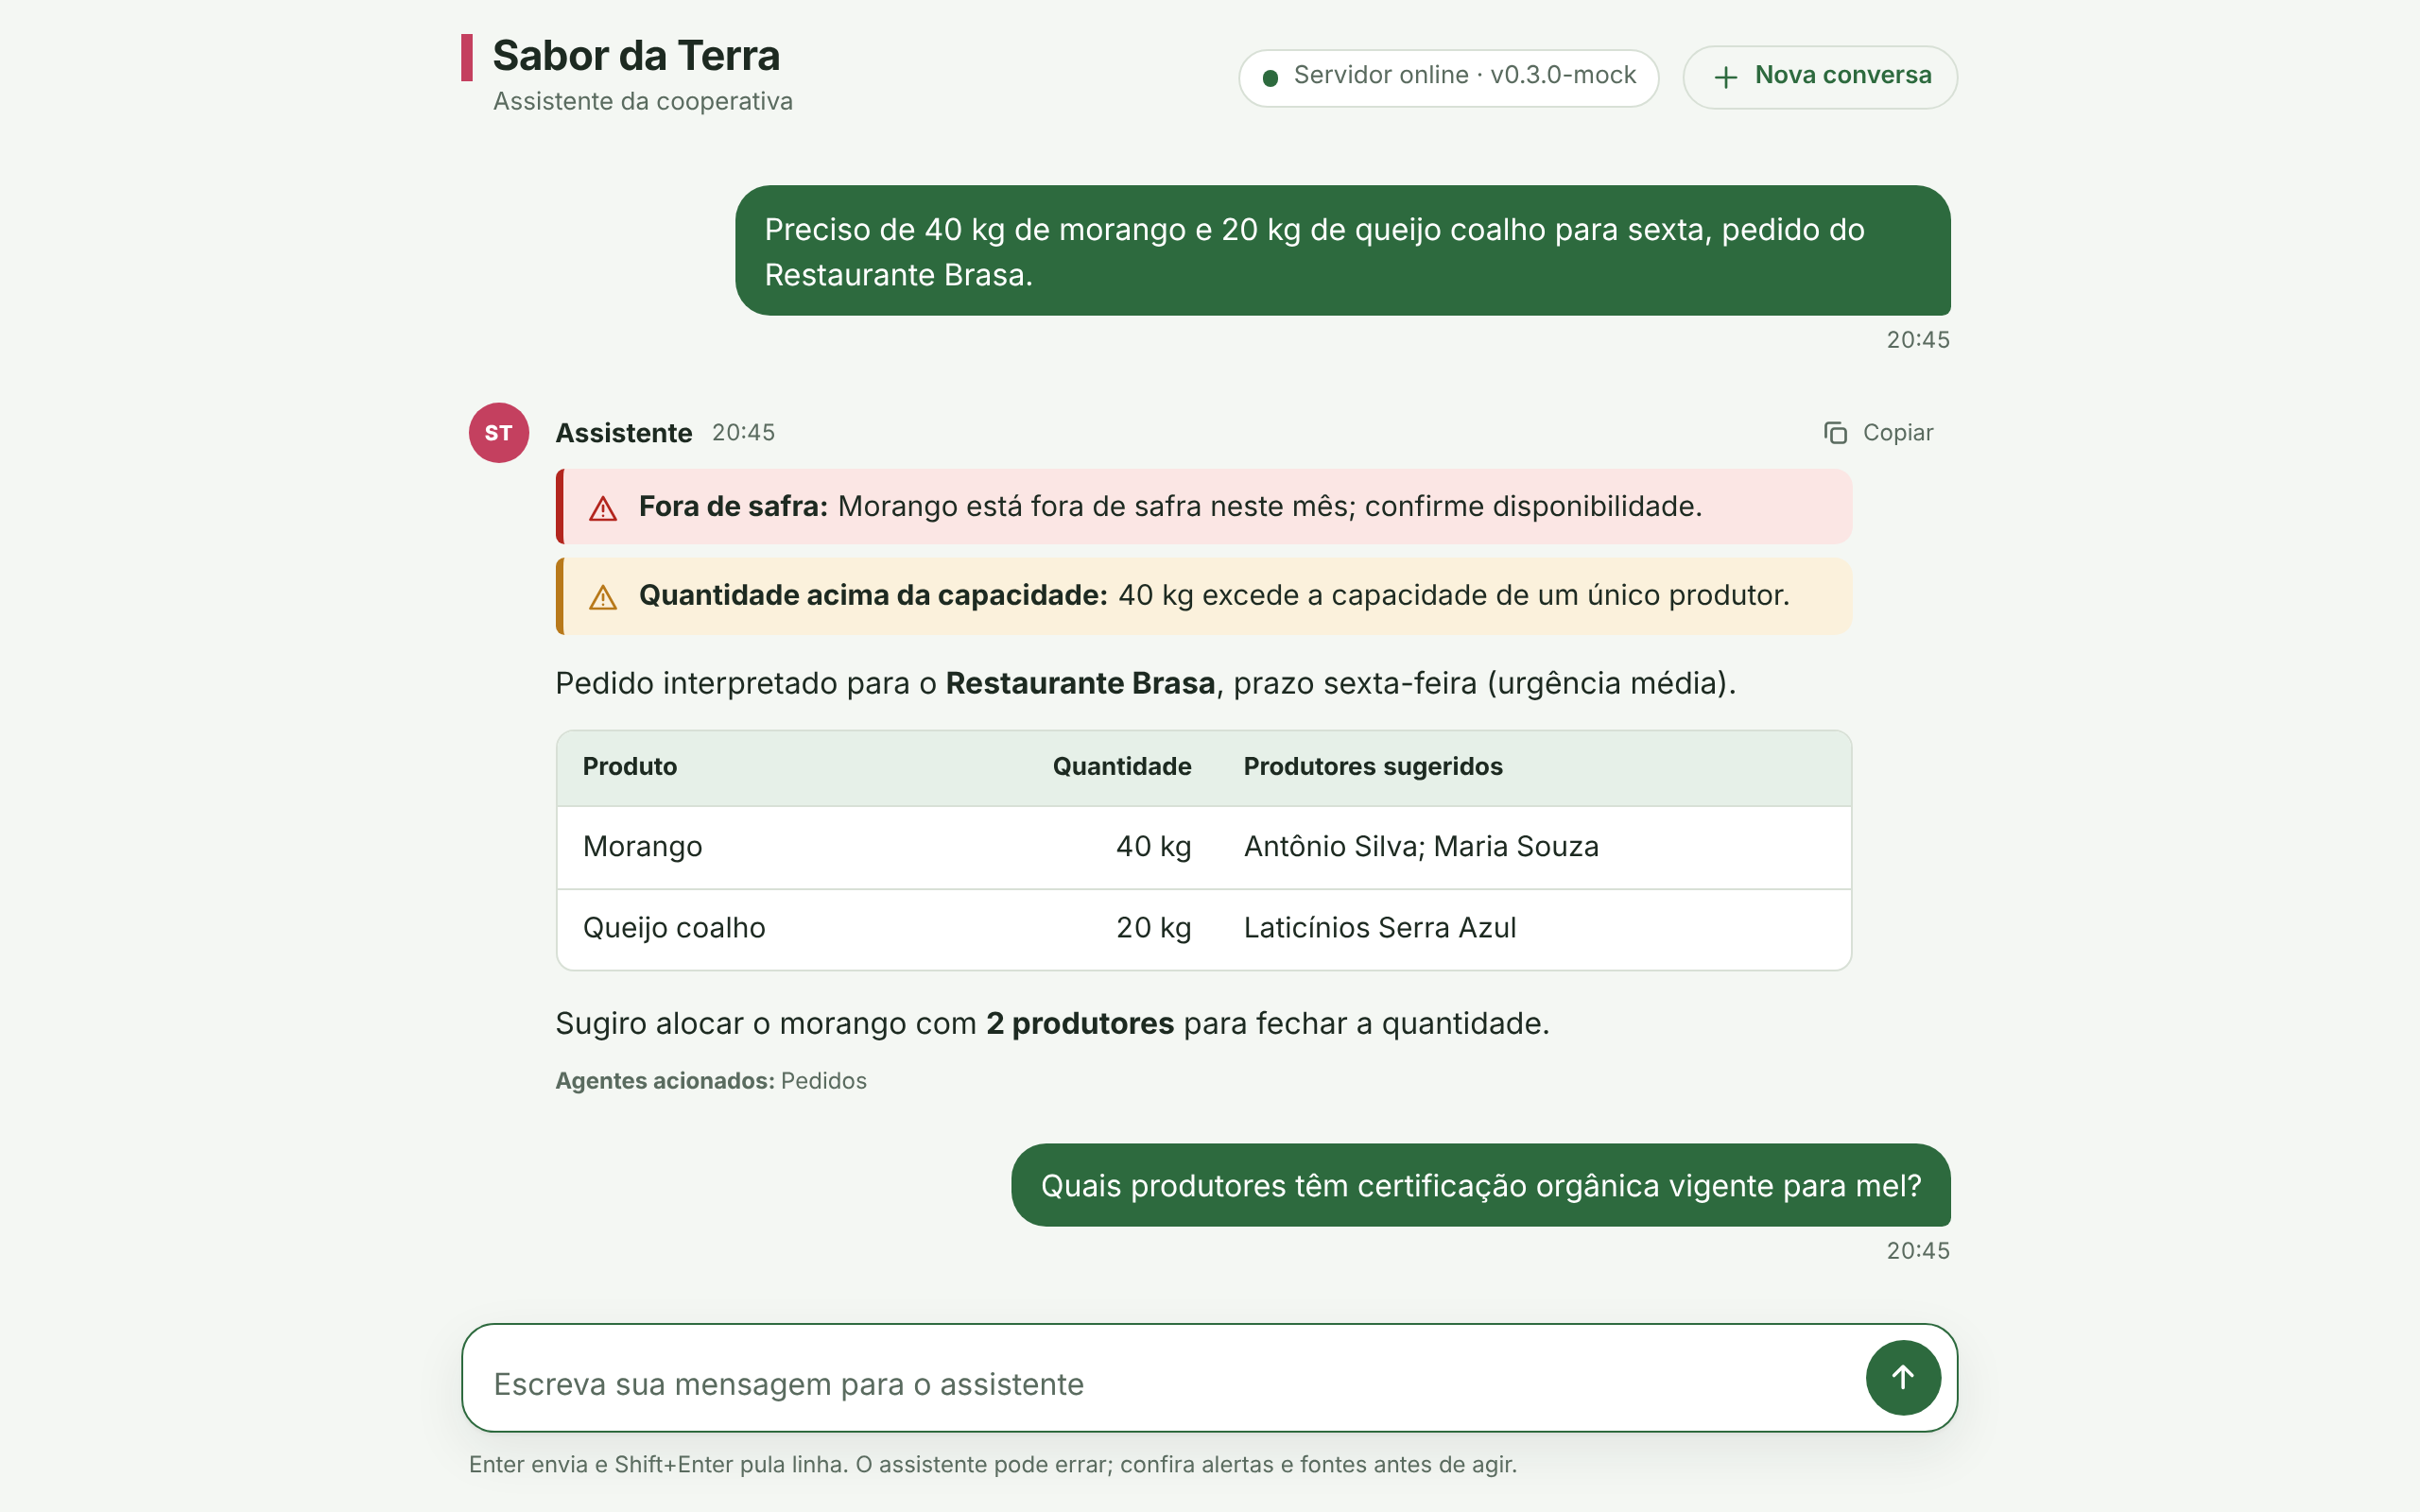 Sabor da Terra
Assistente da cooperativa
Servidor online · v0.3.0-mock
Nova conversa
Preciso de 40 kg de morango e 20 kg de queijo coalho para sexta, pedido do
Restaurante Brasa.
20:45
ST
Assistente 20:45
Copiar
Fora de safra: Morango está fora de safra neste mês; confirme disponibilidade.
Quantidade acima da capacidade: 40 kg excede a capacidade de um único produtor.
Pedido interpretado para o Restaurante Brasa, prazo sexta-feira (urgência média).
Produto Quantidade Produtores sugeridos
Morango 40 kg Antônio Silva; Maria Souza
Queijo coalho 20 kg Laticínios Serra Azul
Sugiro alocar o morango com 2 produtores para fechar a quantidade.
Agentes acionados: Pedidos
Quais produtores têm certificação orgânica vigente para mel?
20:45
Escreva sua mensagem para o assistente
Enter envia e Shift+Enter pula linha. O assistente pode errar; confira alertas e fontes antes de agir.